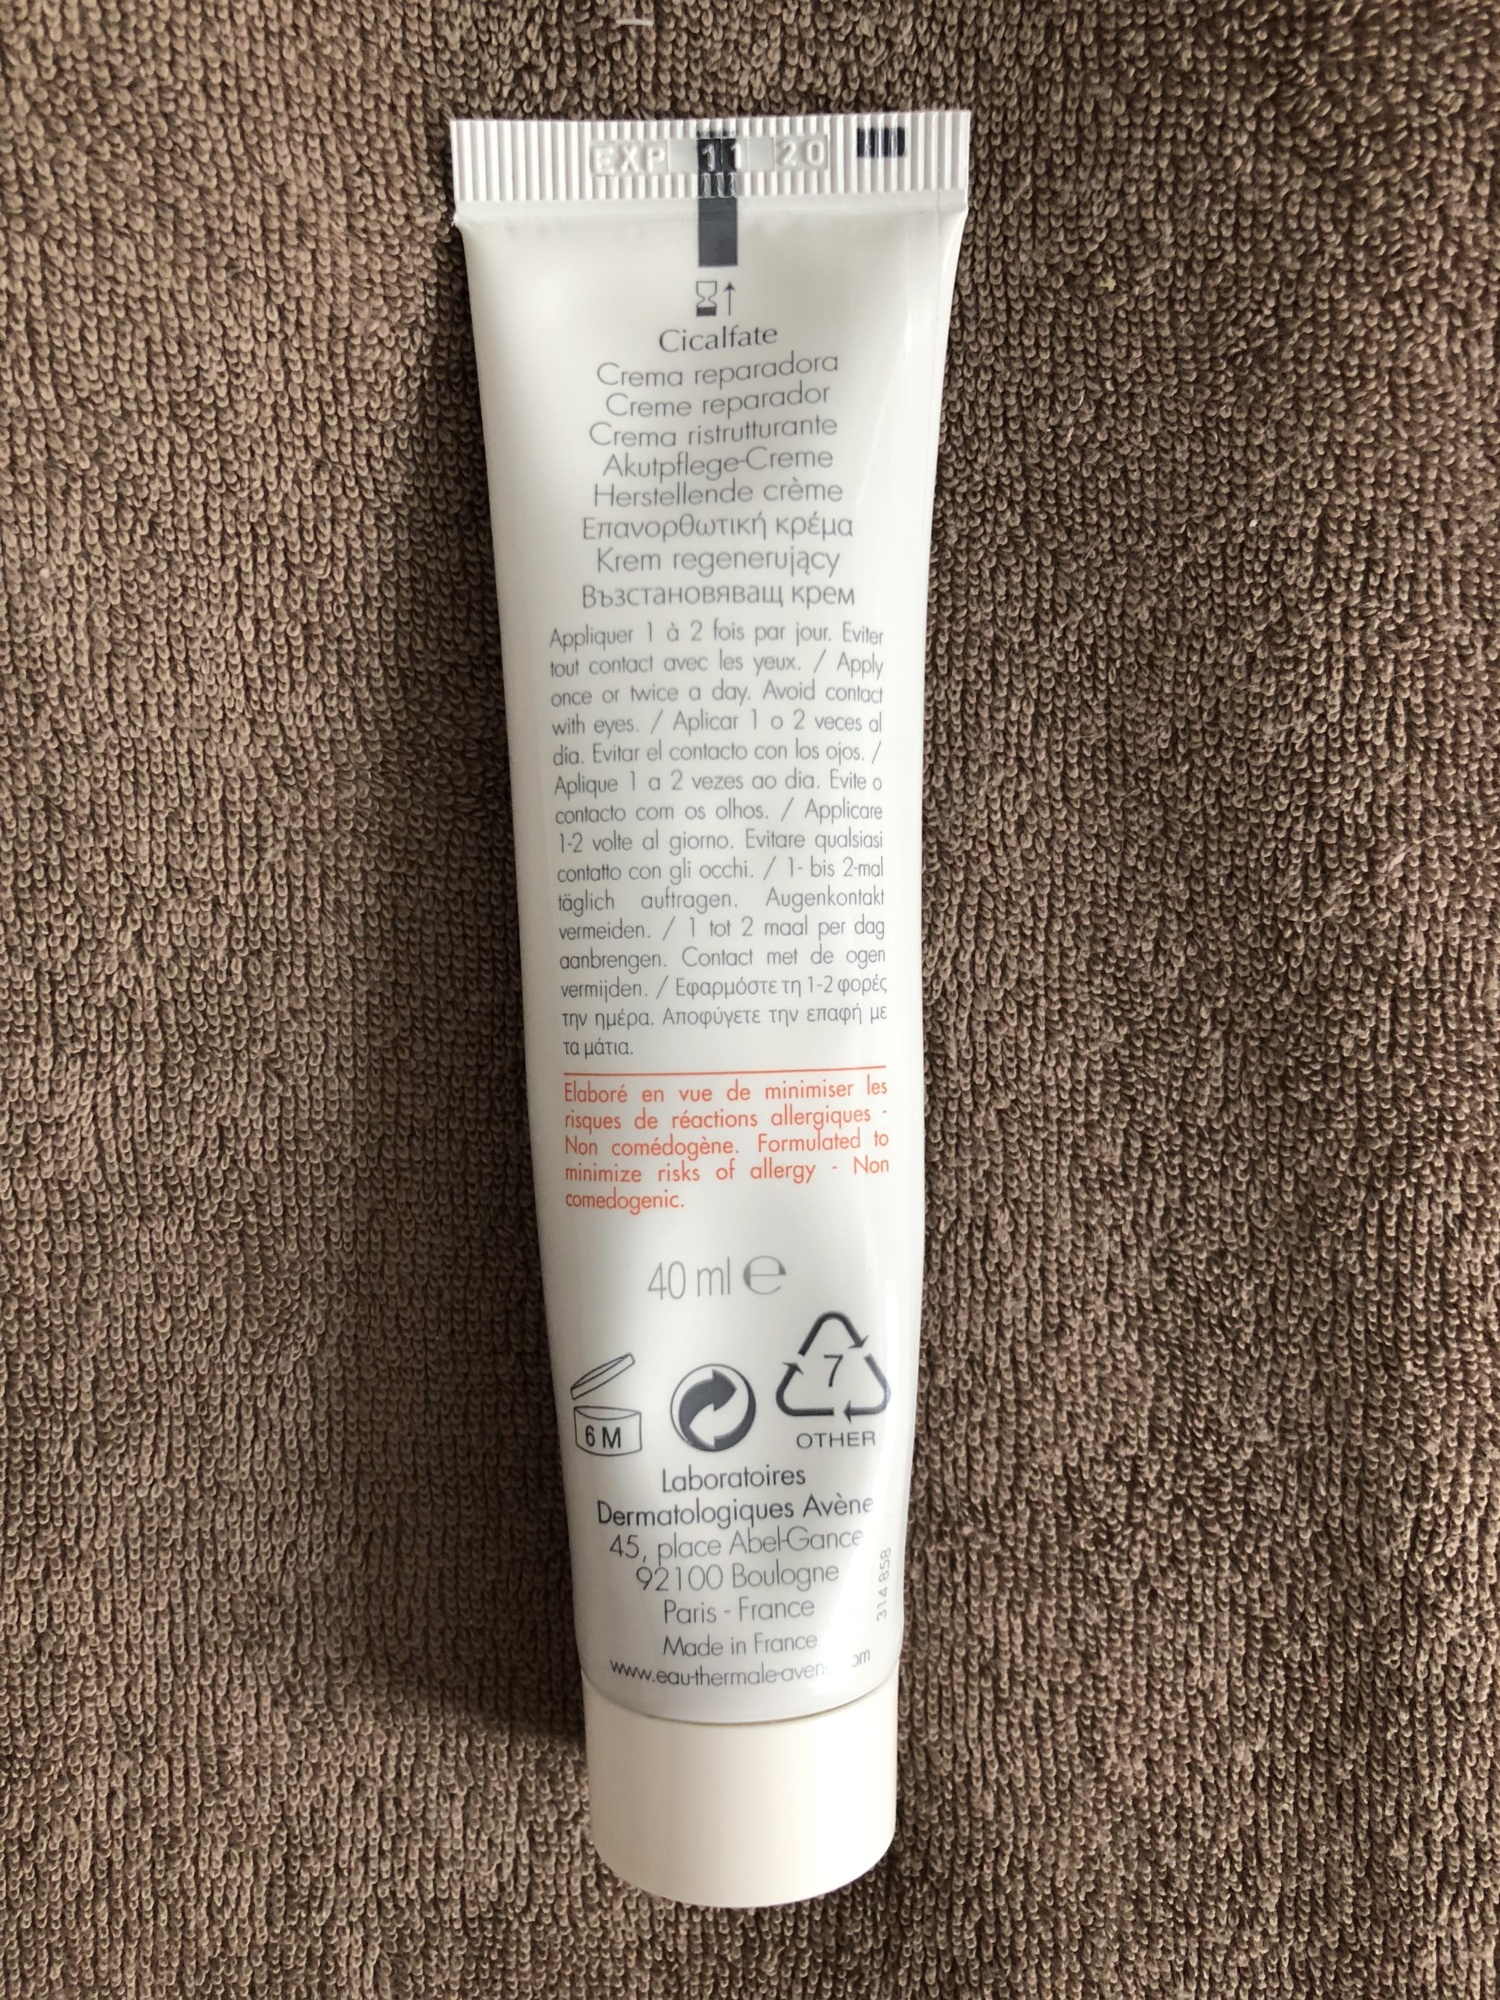 EXP 11 20
Cicalfate
Crema reparadora
Creme reparador
Crema ristrutturante
Akutpflege-Creme
Herstellende crème
Επανορθωτική κρέμα
Krem regenerujący
Възстановяващ крем
Appliquer 1 à 2 fois par jour. Eviter
tout contact avec les yeux. / Apply
once or twice a day. Avoid contact
with eyes. / Aplicar 1 o 2 veces al
día. Evitar el contacto con los ojos. /
Aplique 1 a 2 vezes ao dia. Evite o
contacto com os olhos. / Applicare
1-2 volte al giorno. Evitare qualsiasi
contatto con gli occhi. / 1- bis 2-mal
täglich auftragen. Augenkontakt
vermeiden. / 1 tot 2 maal per dag
aanbrengen. Contact met de ogen
vermijden. / Εφαρμόστε τη 1-2 φορές
την ημέρα. Αποφύγετε την επαφή με
τα μάτια.
Elaboré en vue de minimiser les
risques de réactions allergiques -
Non comédogène. Formulated to
minimize risks of allergy - Non
comedogenic.
40 ml ℮
7
6 M
OTHER
Laboratoires
Dermatologiques Avène
45, place Abel-Gance
92100 Boulogne
Paris - France
Made in France
314 858